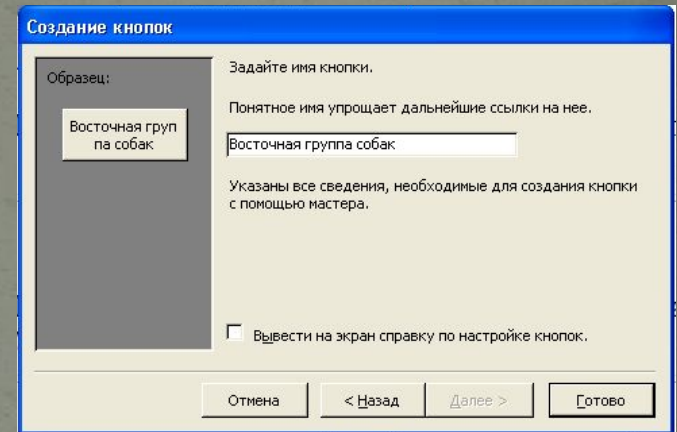 Создание кнопок
Образец:
Восточная груп
па собак
Задайте имя кнопки.
Понятное имя упрощает дальнейшие ссылки на нее.
Восточная группа собак
Указаны все сведения, необходимые для создания кнопки
с помощью мастера.
Вывести на экран справку по настройке кнопок.
Отмена
< Назад
Далее >
Готово